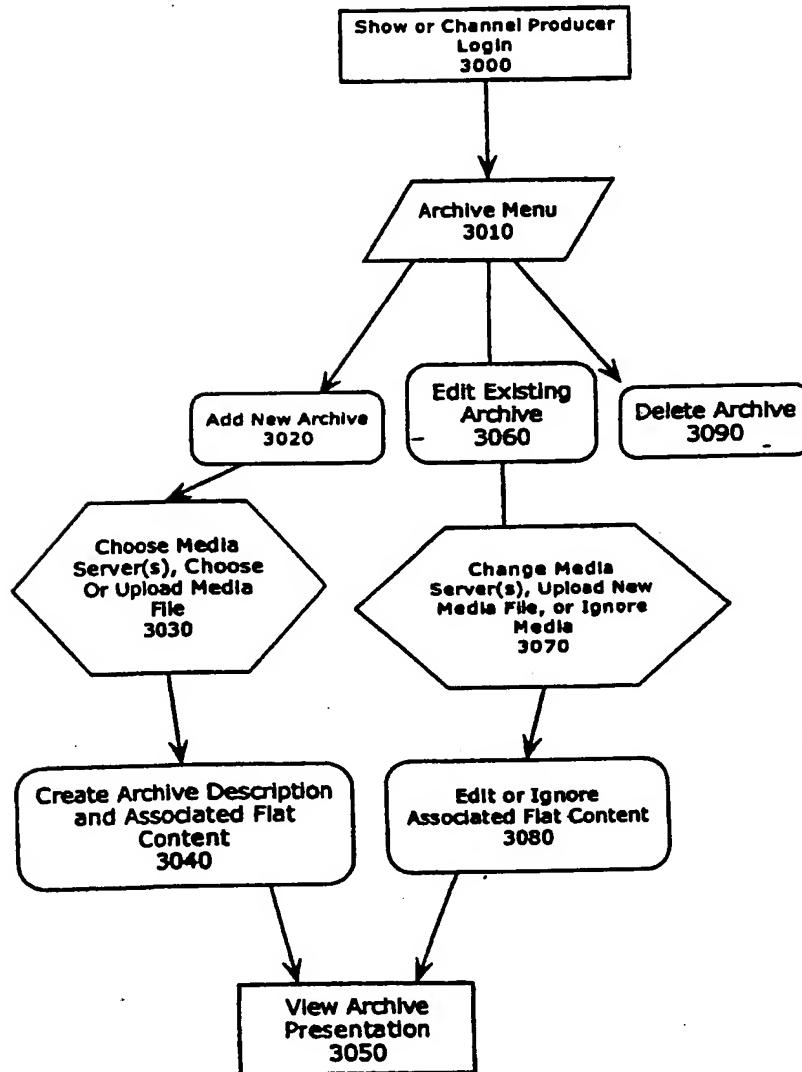 Show or Channel Producer
Login
3000
Archive Menu
3010
Add New Archive
3020
Edit Existing
Archive
3060
Delete Archive
3090
Choose Media
Server(s), Choose
Or Upload Media
File
3030
Change Media
Server(s), Upload New
Media File, or Ignore
Media
3070
Create Archive Description
and Associated Flat
Content
3040
Edit or Ignore
Associated Flat Content
3080
View Archive
Presentation
3050